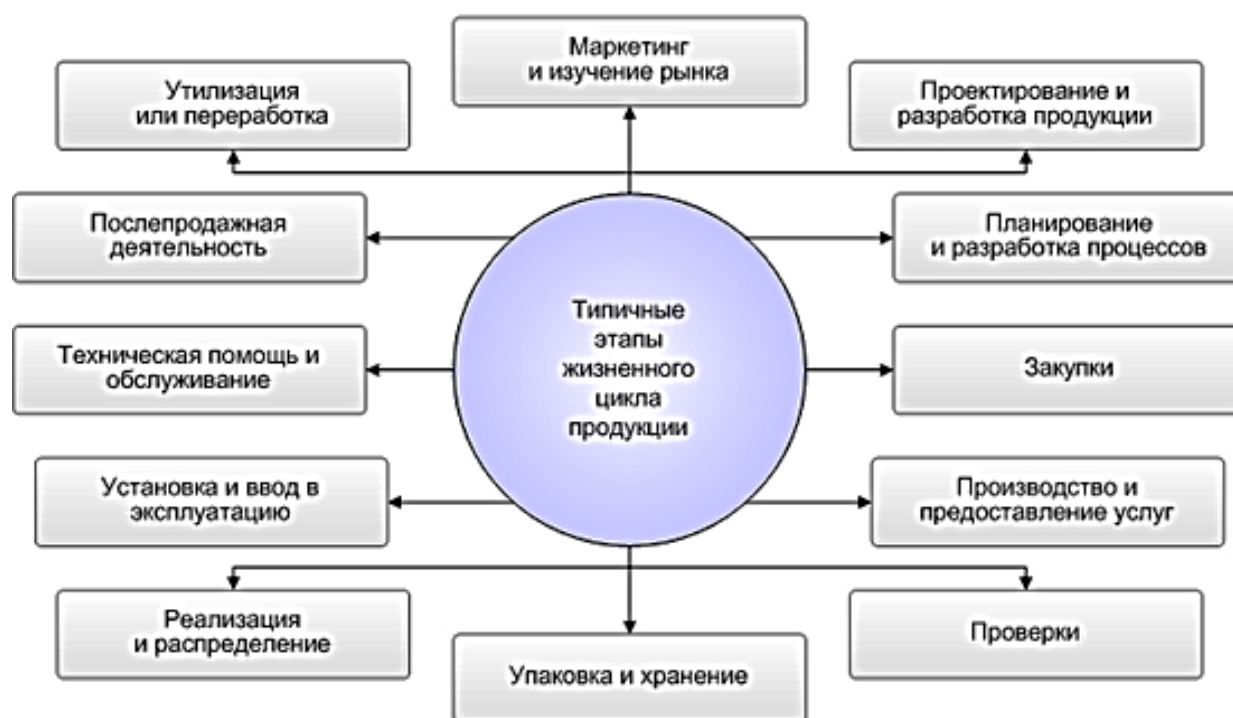 Маркетинг
и изучение рынка
Утилизация
или переработка
Проектирование и
разработка продукции
Послепродажная
деятельность
Планирование
и разработка процессов
Типичные
этапы
жизненного
цикла
продукции
Техническая помощь и
обслуживание
Закупки
Установка и ввод в
эксплуатацию
Производство и
предоставление услуг
Реализация
и распределение
Проверки
Упаковка и хранение